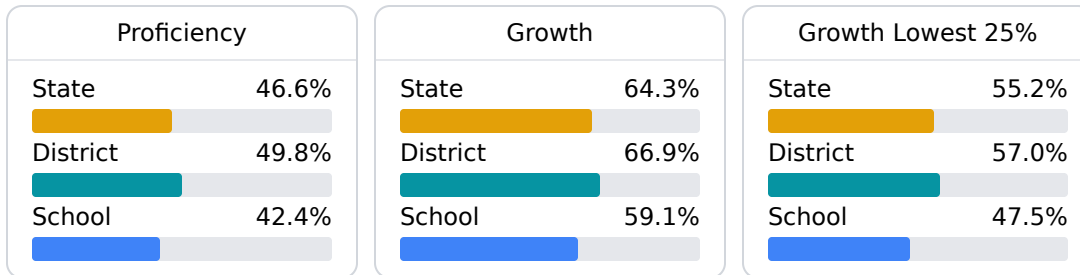 Proficiency
State 46.6%
District 49.8%
School 42.4%
Growth
State 64.3%
District 66.9%
School 59.1%
Growth Lowest 25%
State 55.2%
District 57.0%
School 47.5%